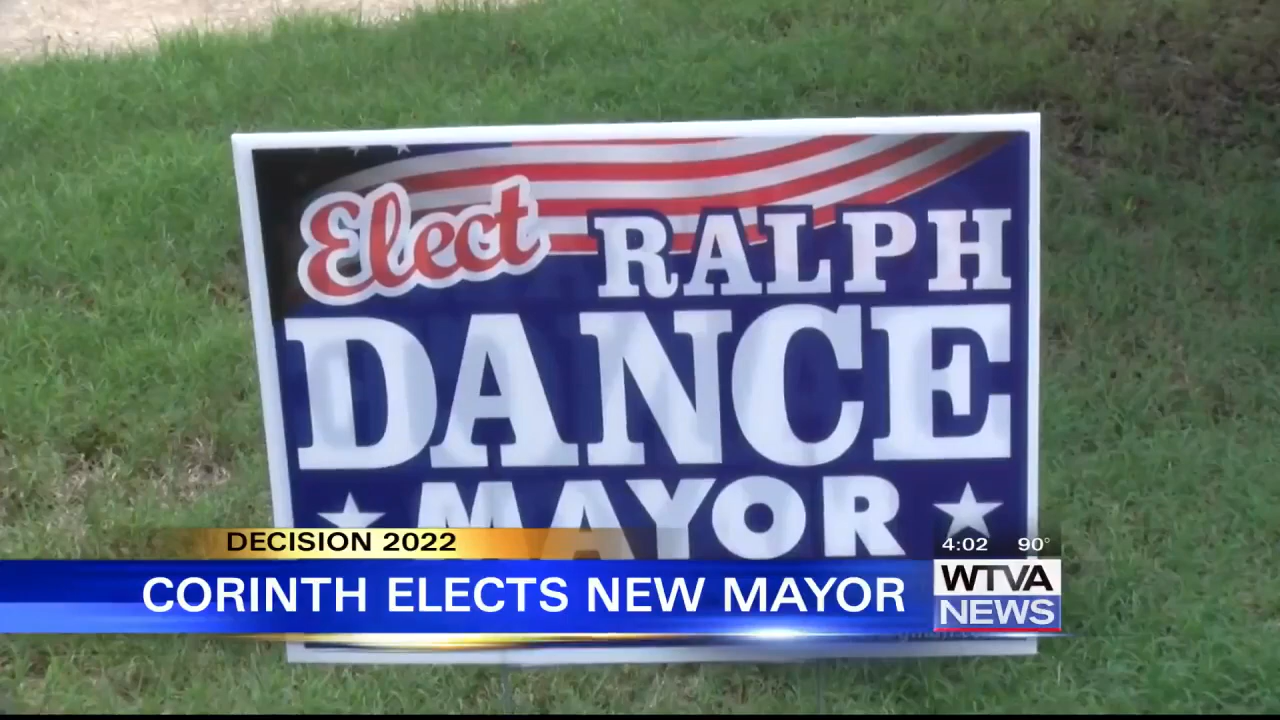 Elect RALPH
DANCE
MAYOR
DECISION 2022
CORINTH ELECTS NEW MAYOR
4:02 90°
WTVA
NEWS